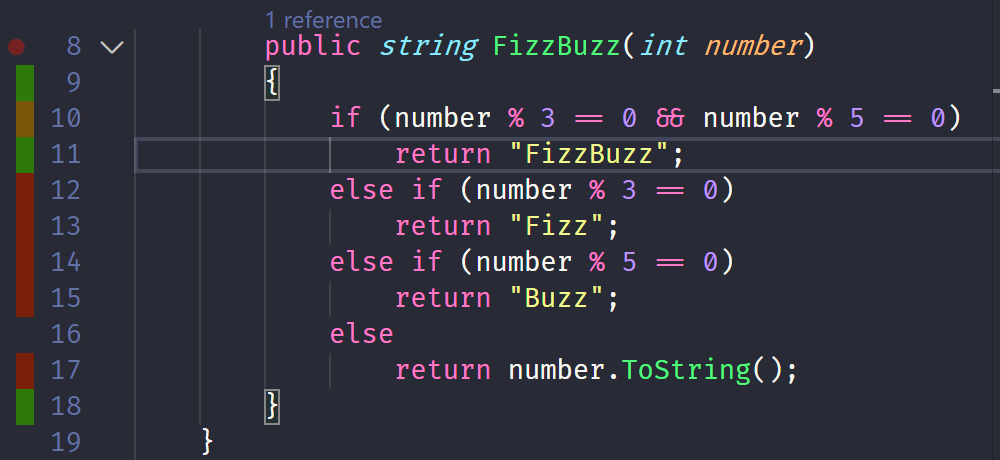 1 reference
8 public string FizzBuzz(int number)
9 {
10 if (number % 3 == 0 && number % 5 == 0)
11 return "FizzBuzz";
12 else if (number % 3 == 0)
13 return "Fizz";
14 else if (number % 5 == 0)
15 return "Buzz";
16 else
17 return number.ToString();
18 }
19 }